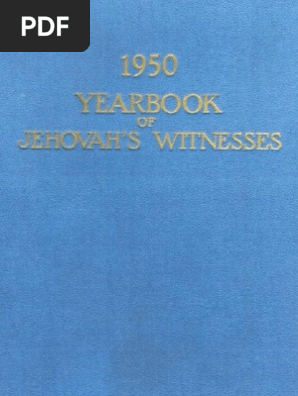 PDF
1950
YEARBOOK
OF
JEHOVAH'S WITNESSES